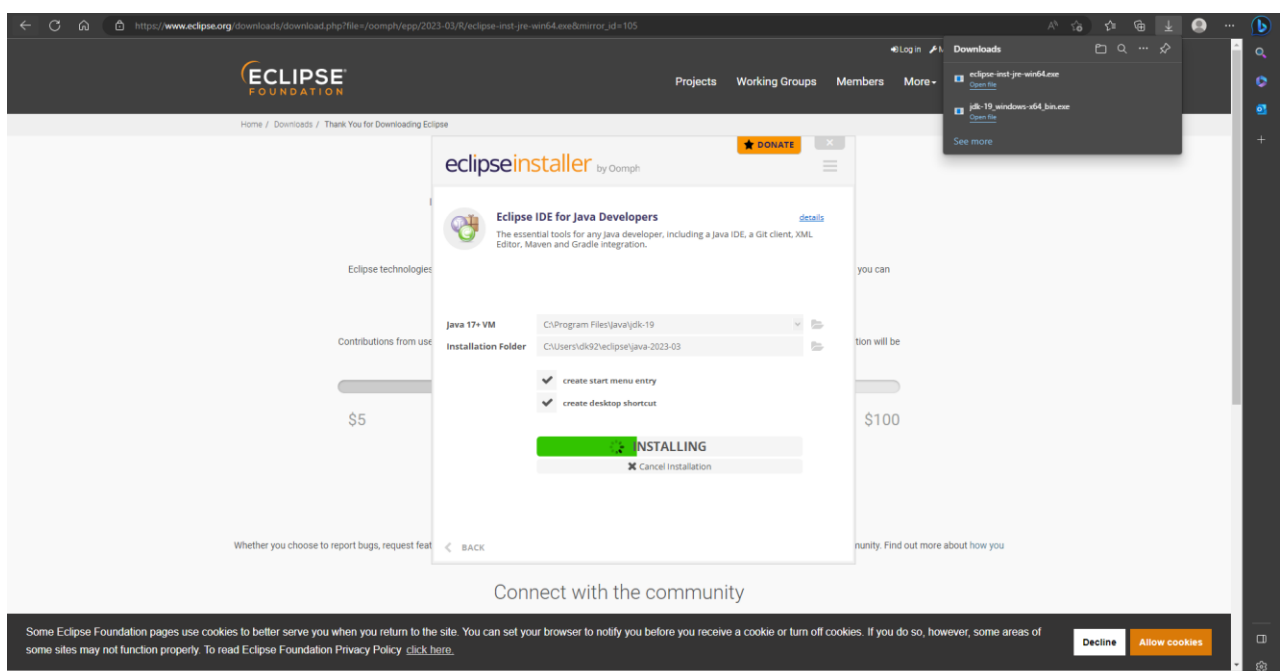 https://www.eclipse.org/downloads/download.php?file=/oomph/epp/2023-03/R/eclipse-inst-jre-win64.exe&mirror_id=105
Log in
Downloads
eclipse-inst-jre-win64.exe
Open file
jdk-19_windows-x64_bin.exe
Open file
See more
ECLIPSE
FOUNDATION
Projects Working Groups Members More
Home / Downloads / Thank You for Downloading Eclipse
DONATE
eclipseinstaller by Oomph
Eclipse IDE for Java Developers
details
The essential tools for any Java developer, including a Java IDE, a Git client, XML
Editor, Maven and Gradle integration.
Eclipse technologies
you can
Java 17+ VM C:\Program Files\Java\jdk-19
Contributions from use
tion will be
Installation Folder C:\Users\dk92\eclipse\java-2023-03
create start menu entry
create desktop shortcut
$5
$100
INSTALLING
Cancel Installation
Whether you choose to report bugs, request feat
BACK
nunity. Find out more about how you
Connect with the community
Some Eclipse Foundation pages use cookies to better serve you when you return to the site. You can set your browser to notify you before you receive a cookie or turn off cookies. If you do so, however, some areas of
some sites may not function properly. To read Eclipse Foundation Privacy Policy click here.
Decline
Allow cookies